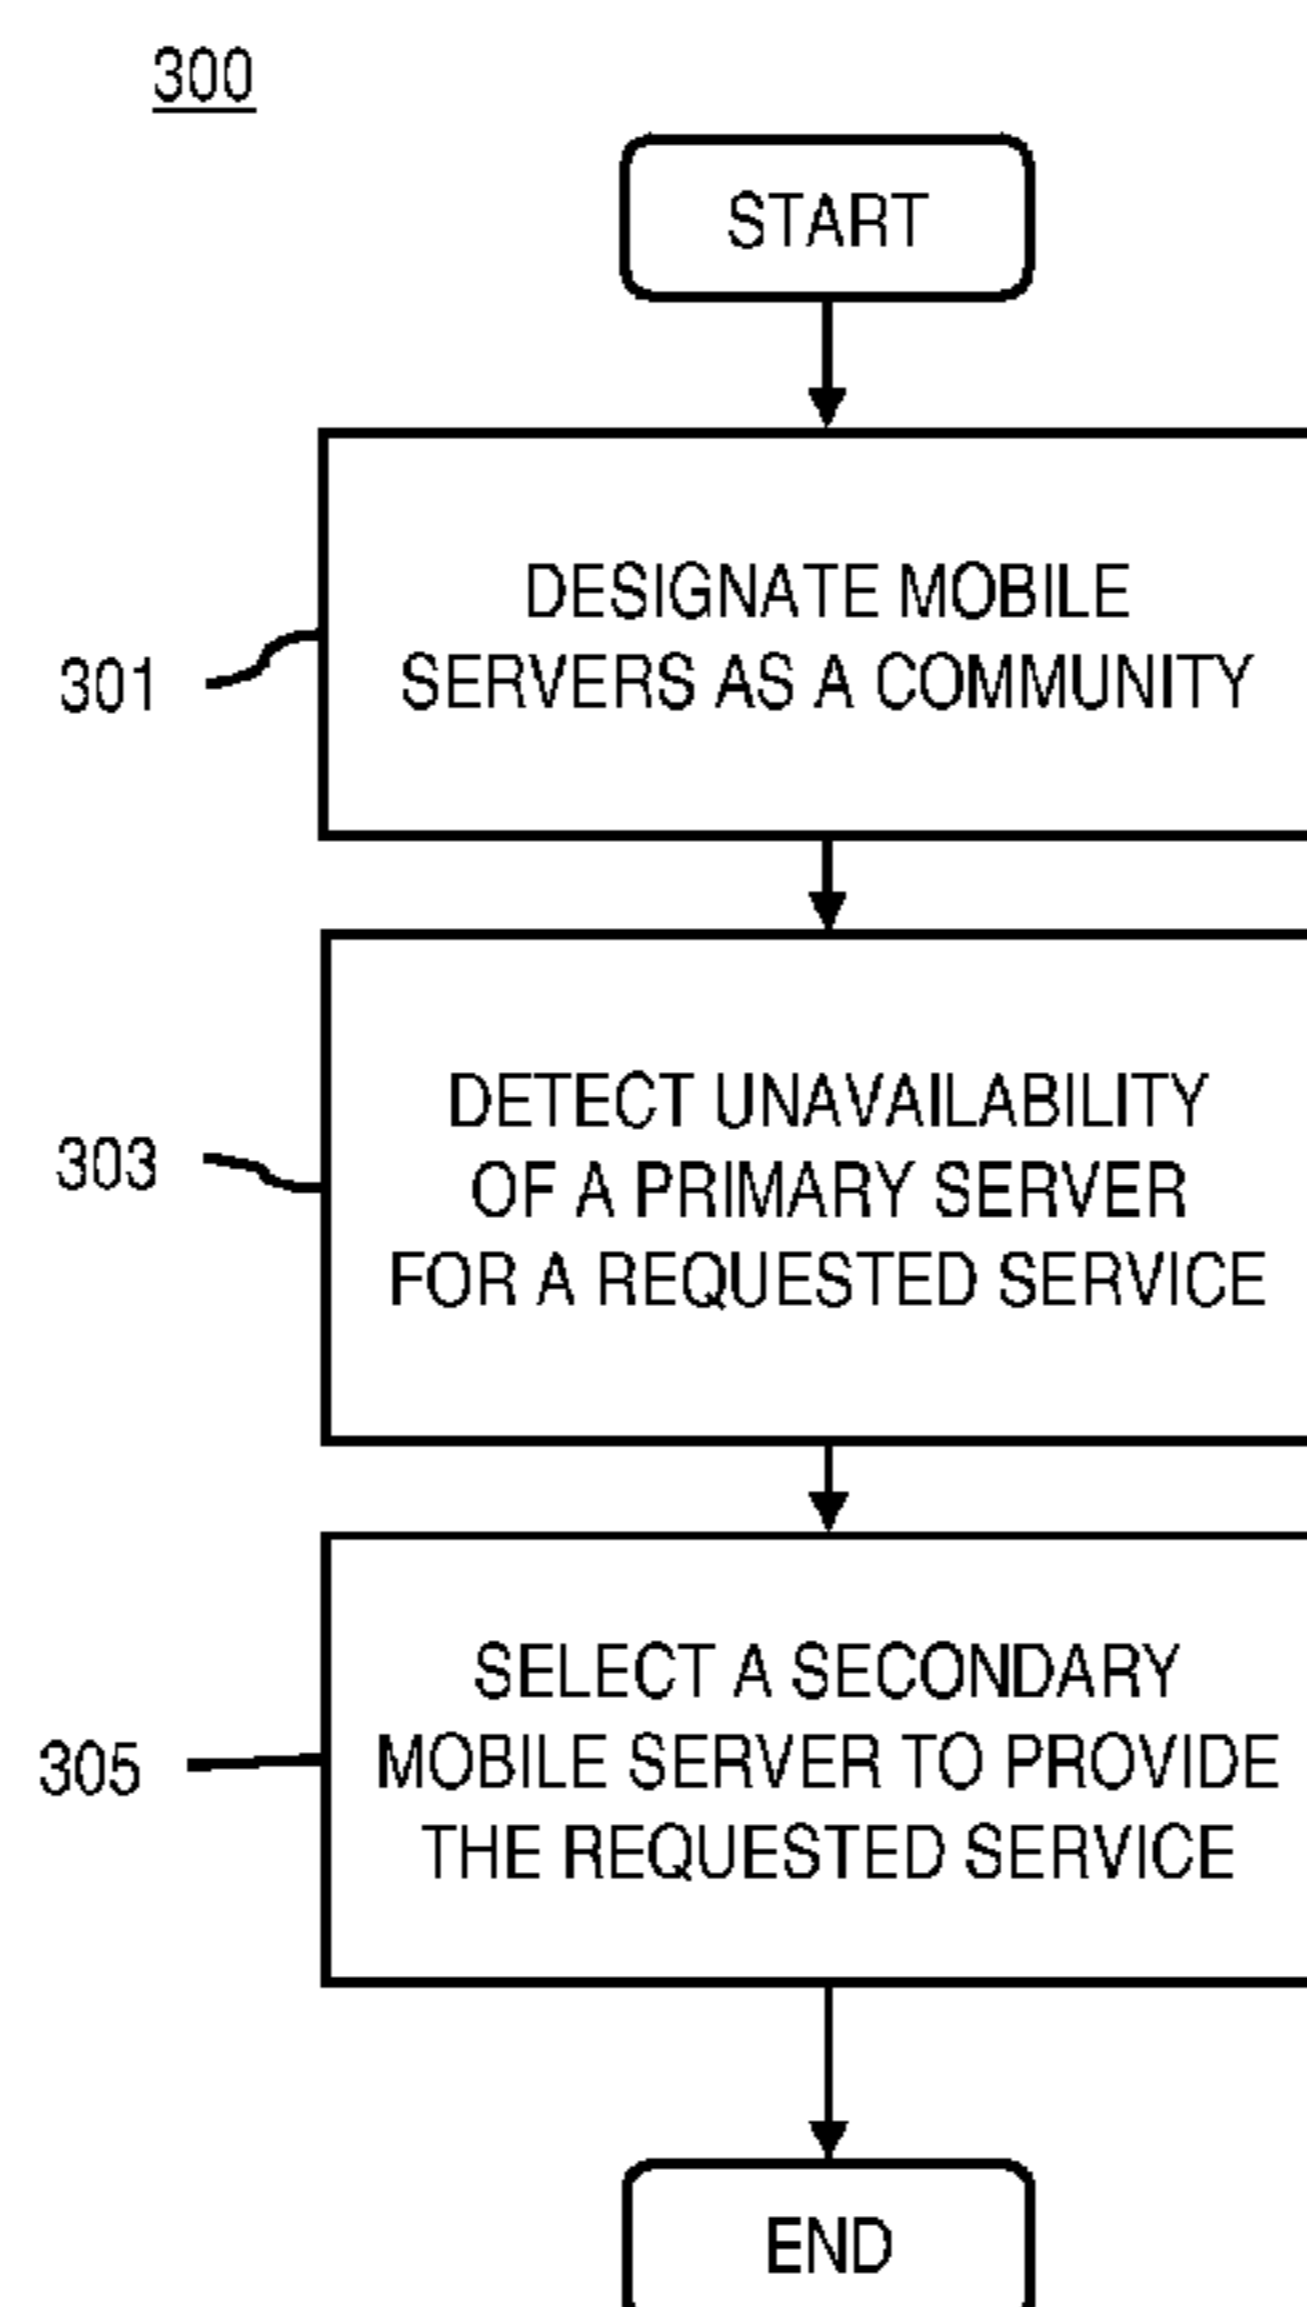 300
START
DESIGNATE MOBILE
SERVERS AS A COMMUNITY
301
DETECT UNAVAILABILITY
OF A PRIMARY SERVER
FOR A REQUESTED SERVICE
303
SELECT A SECONDARY
MOBILE SERVER TO PROVIDE
THE REQUESTED SERVICE
305
END